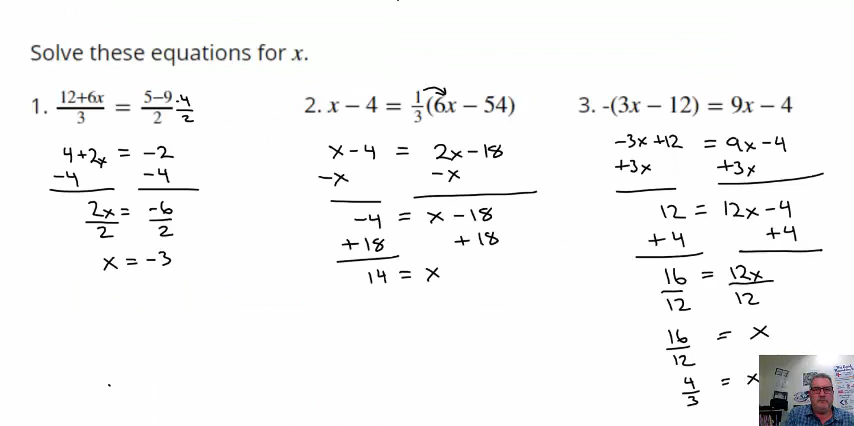 Solve these equations for x.
1. (12+6x)/3 = (5-9)/2 -4/2
4+2x = -2
-4 -4
2x/2 = -6/2
x = -3
2. x − 4 = 1/3(6x − 54)
x-4 = 2x-18
-x -x
-4 = x -18
+18 +18
14 = x
3. -(3x − 12) = 9x − 4
-3x +12 = 9x -4
+3x +3x
12 = 12x -4
+4 +4
16/12 = 12x/12
16/12 = x
4/3 = x